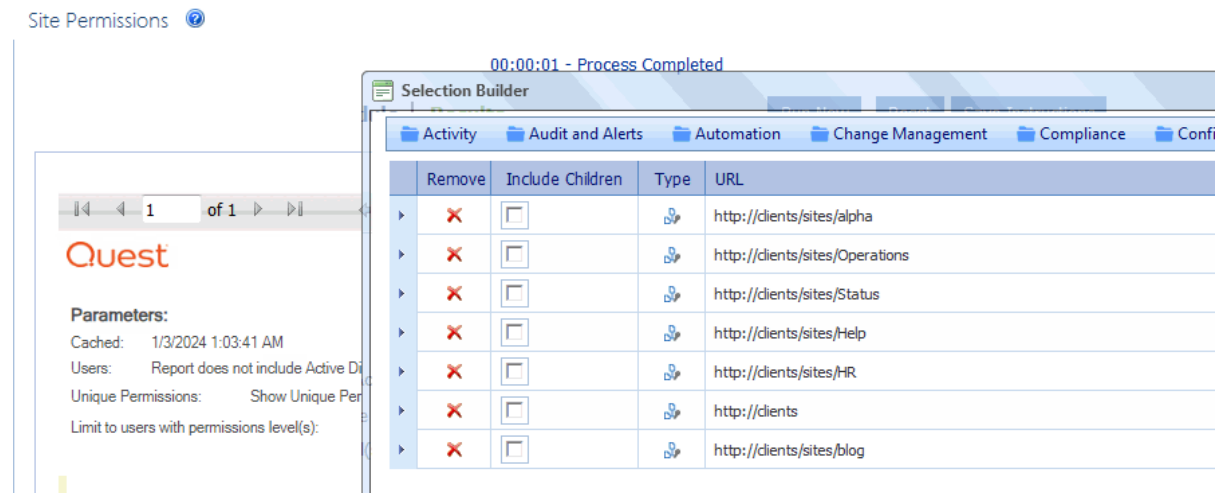 Site Permissions
00:00:01 - Process Completed
Selection Builder
Activity Audit and Alerts Automation Change Management Compliance Confi
Remove Include Children Type URL
http://clients/sites/alpha
http://clients/sites/Operations
http://clients/sites/Status
http://clients/sites/Help
http://clients/sites/HR
http://clients
http://clients/sites/blog
1 of 1
Quest
Parameters:
Cached: 1/3/2024 1:03:41 AM
Users: Report does not include Active Di
Unique Permissions: Show Unique Per
Limit to users with permissions level(s):